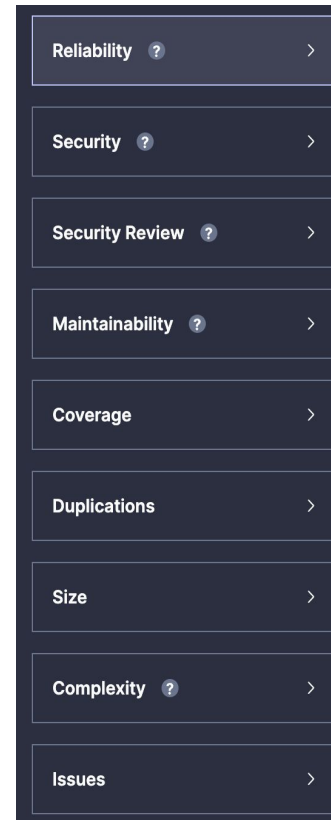 Reliability ?
Security ?
Security Review ?
Maintainability ?
Coverage
Duplications
Size
Complexity ?
Issues